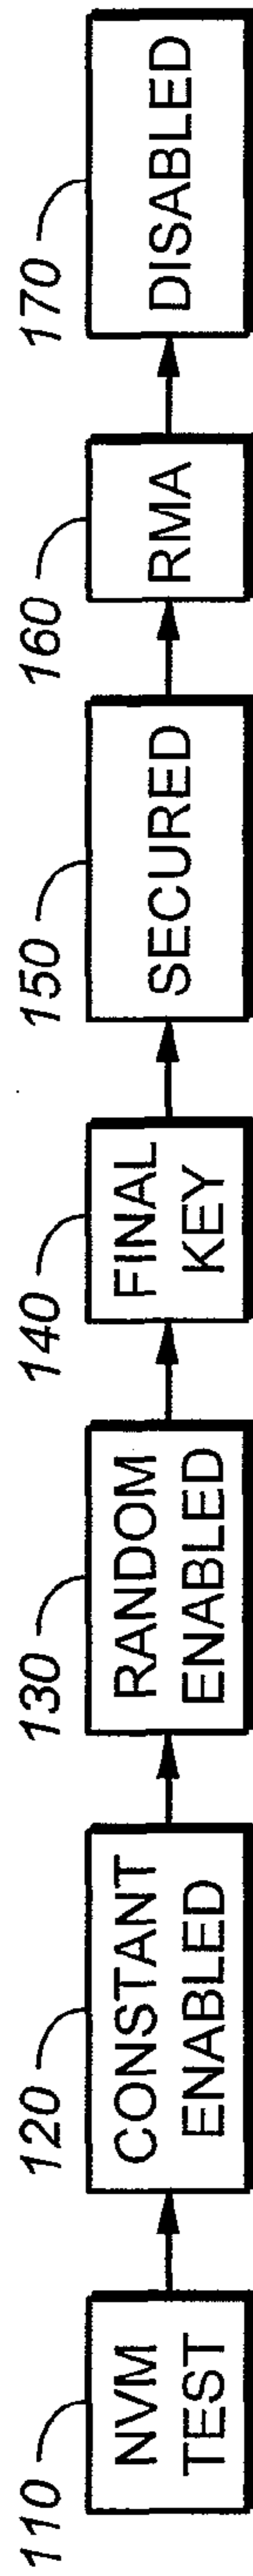 110
NVM
TEST
120
CONSTANT
ENABLED
130
RANDOM
ENABLED
140
FINAL
KEY
150
SECURED
160
RMA
170
DISABLED